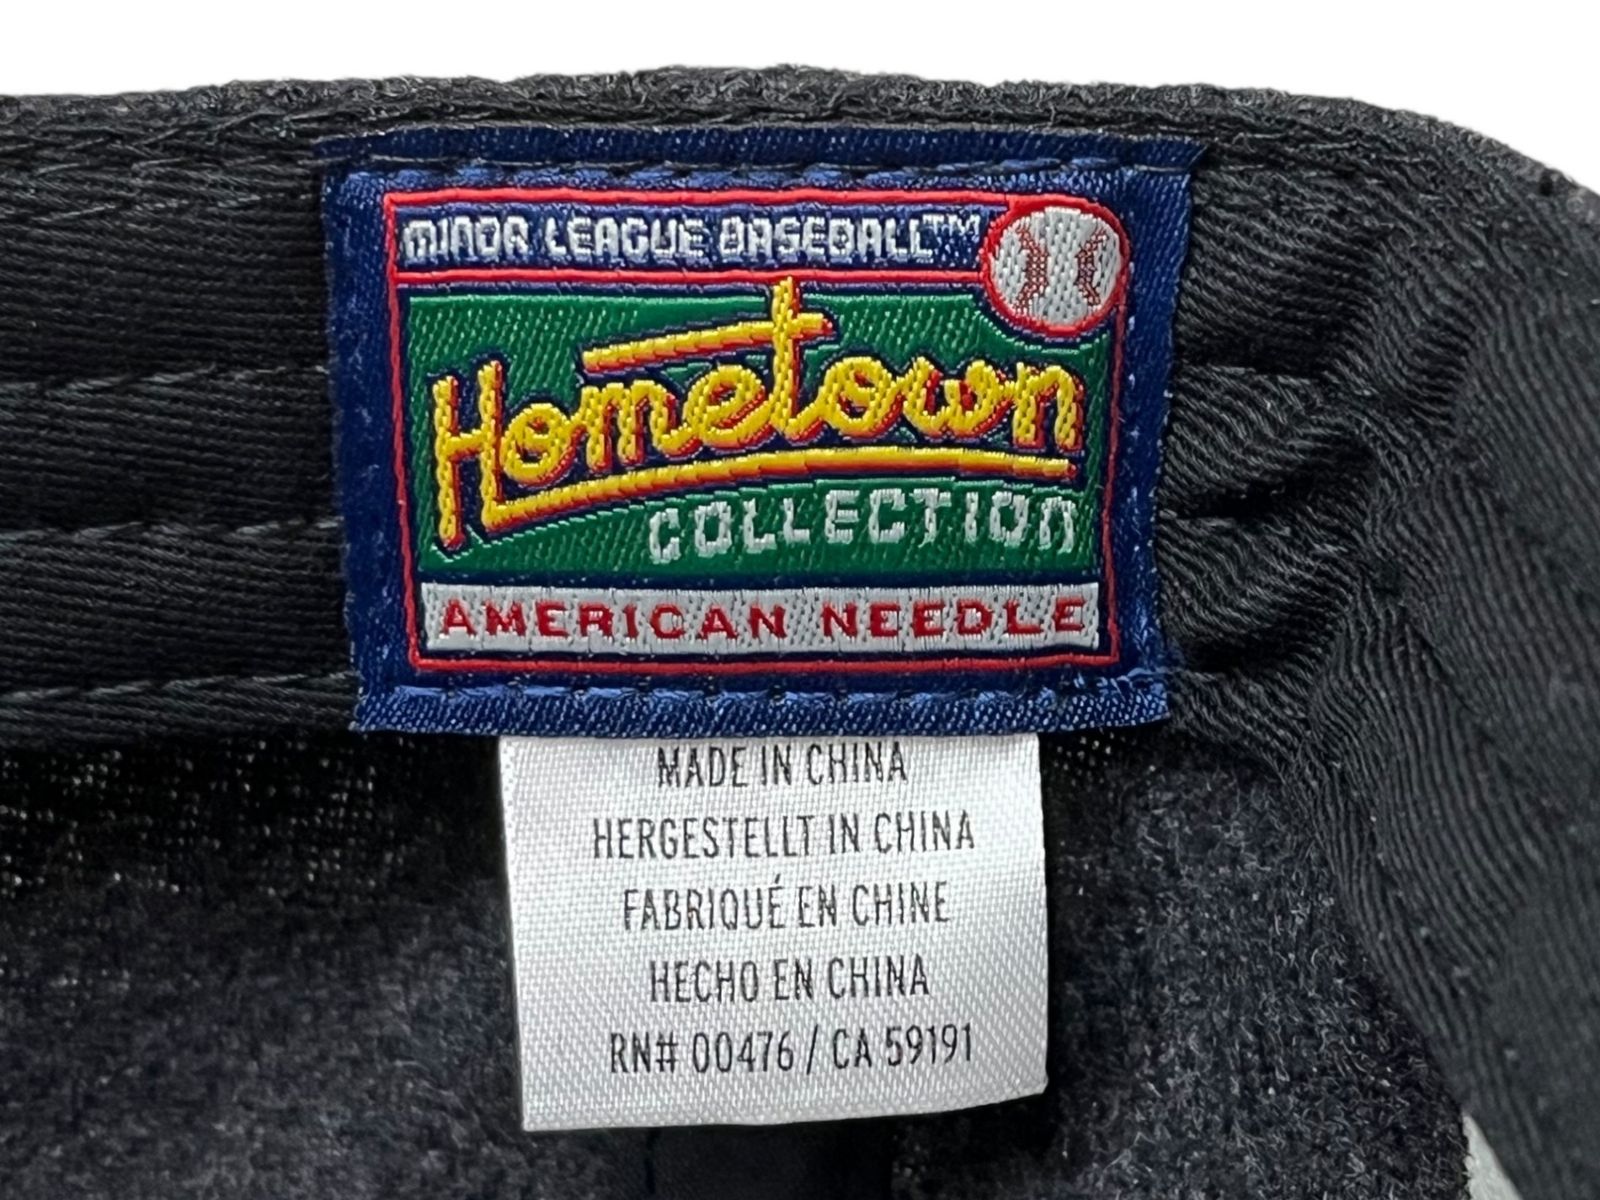 MINOR LEAGUE BASEBALL™
Hometown
COLLECTION
AMERICAN NEEDLE
MADE IN CHINA
HERGESTELLT IN CHINA
FABRIQUÉ EN CHINE
HECHO EN CHINA
RN# 00476 / CA 59191